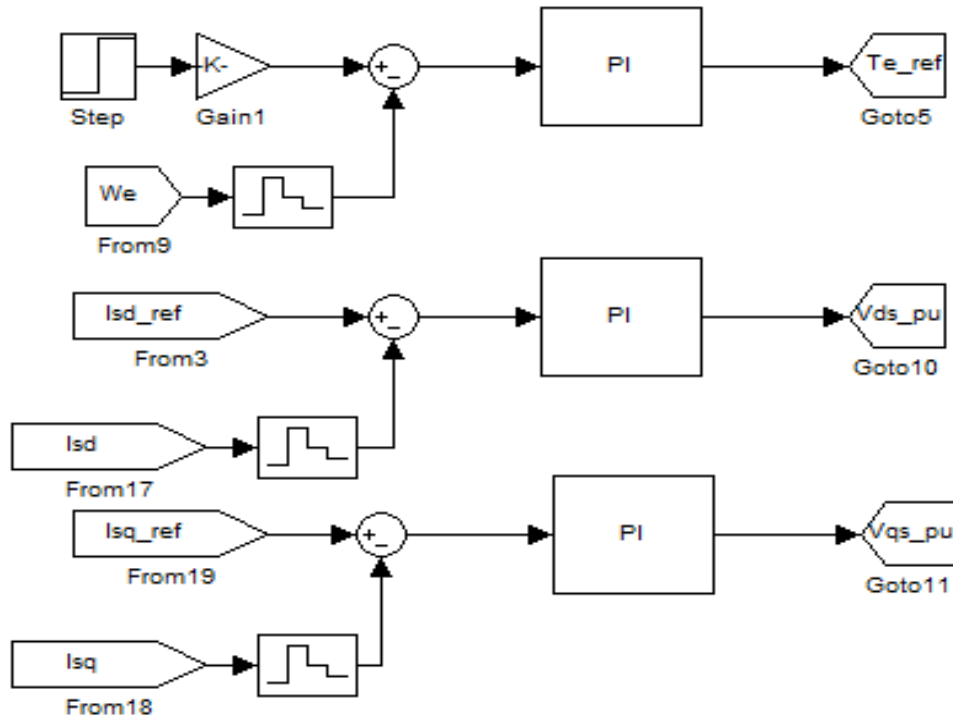 K-
+
−
PI
Te_ref
Step
Gain1
Goto5
We
From9
Isd_ref
+
−
PI
Vds_pu
From3
Goto10
Isd
From17
Isq_ref
+
−
PI
Vqs_pu
From19
Goto11
Isq
From18